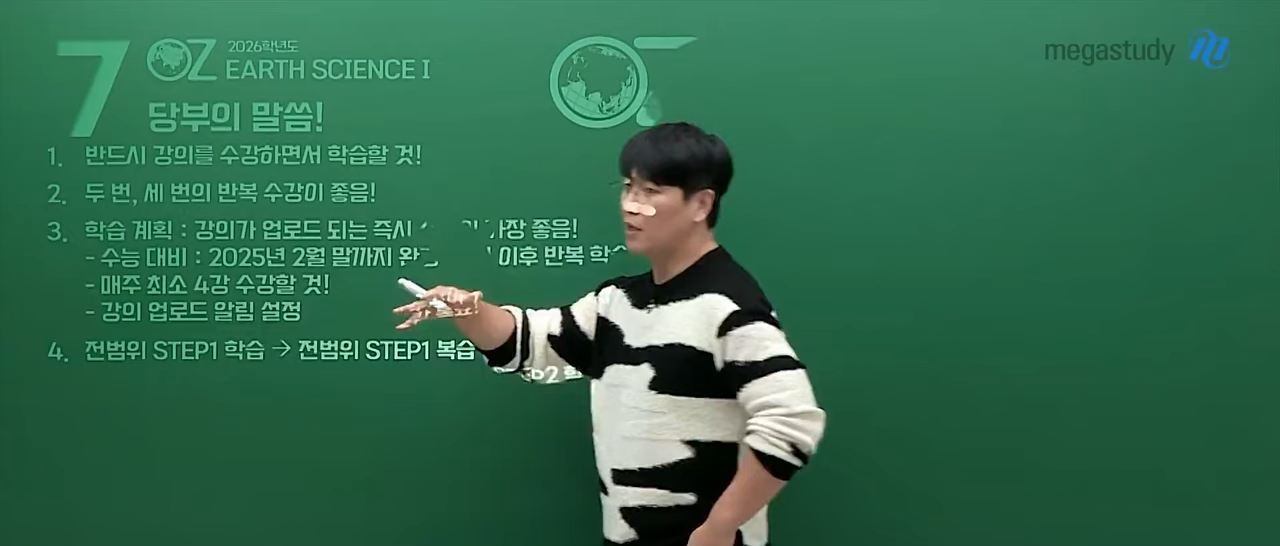 7
OZ 2026학년도
EARTH SCIENCE I
megastudy
당부의 말씀!
1. 반드시 강의를 수강하면서 학습할 것!
2. 두 번, 세 번의 반복 수강이 좋음!
3. 학습 계획 : 강의가 업로드 되는 즉시 좋음!
- 수능 대비 : 2025년 2월 말까지 이후 반복
- 매주 최소 4강 수강할 것!
- 강의 업로드 알림 설정
4. 전범위 STEP1 학습 → 전범위 STEP1 복습